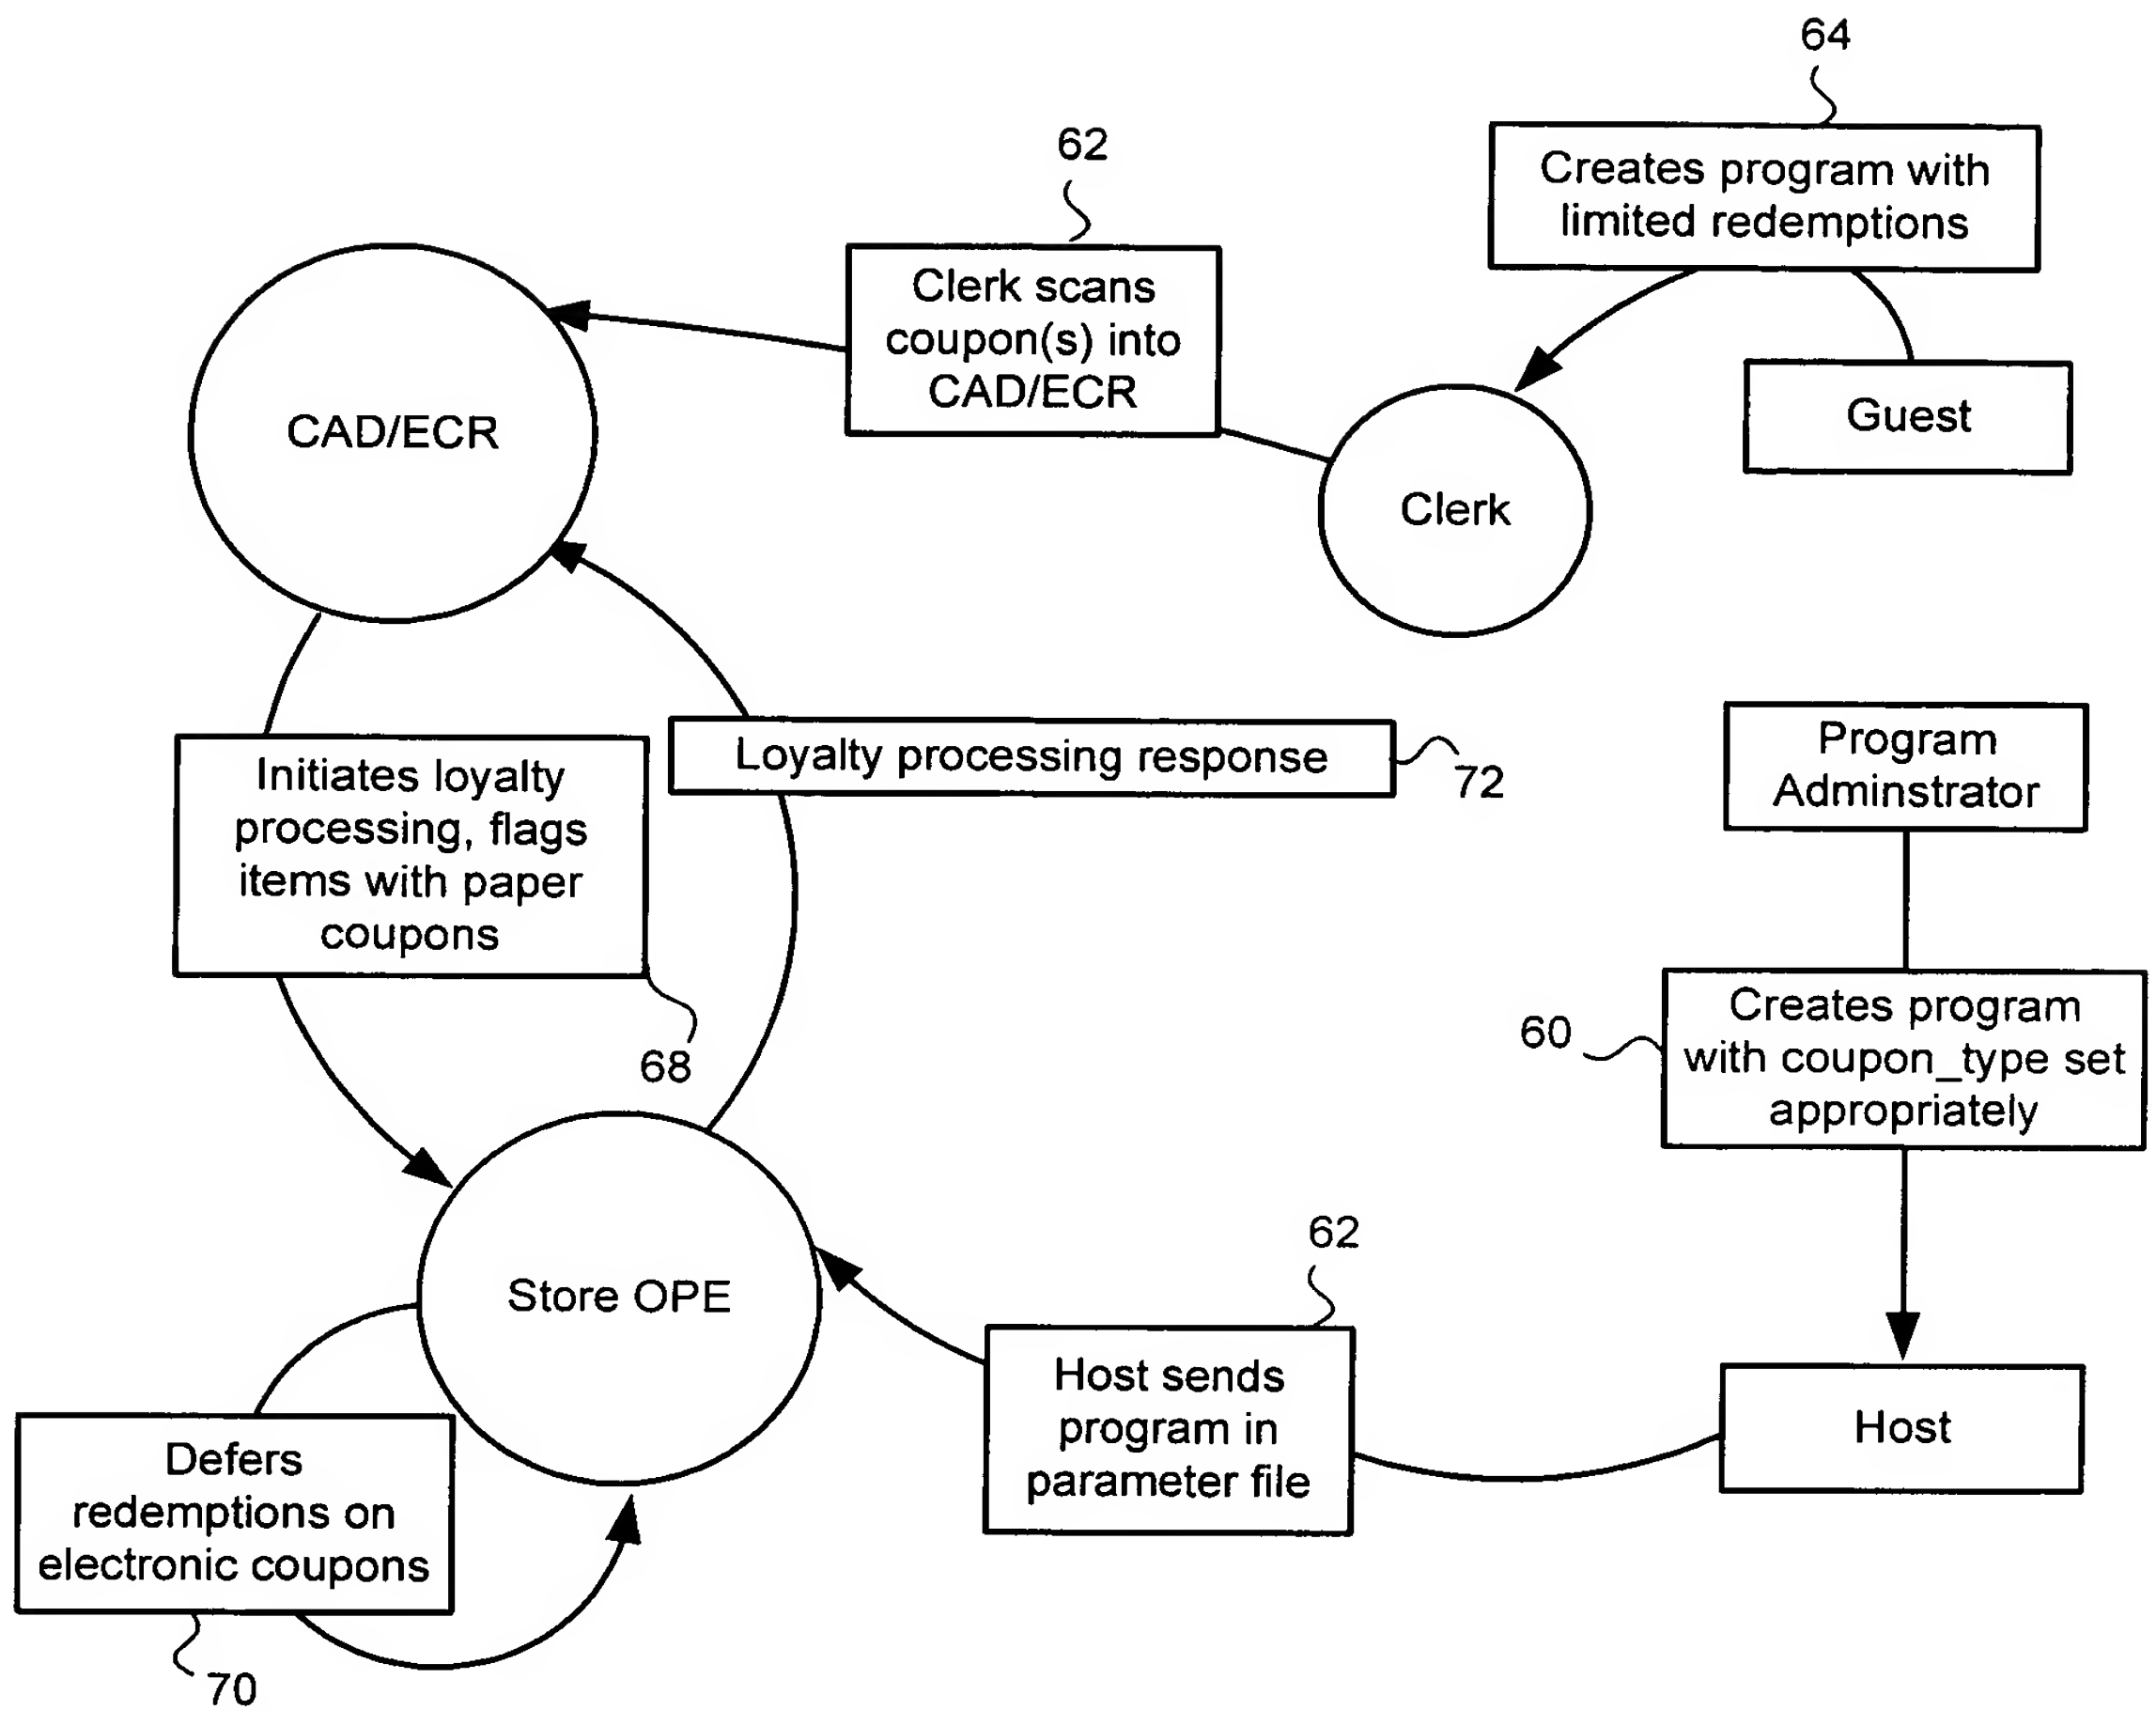 64
Creates program with
limited redemptions
62
Clerk scans
coupon(s) into
CAD/ECR
Guest
CAD/ECR
Clerk
Loyalty processing response
72
Program
Adminstrator
Initiates loyalty
processing, flags
items with paper
coupons
68
60
Creates program
with coupon_type set
appropriately
62
Store OPE
Host sends
program in
parameter file
Host
Defers
redemptions on
electronic coupons
70